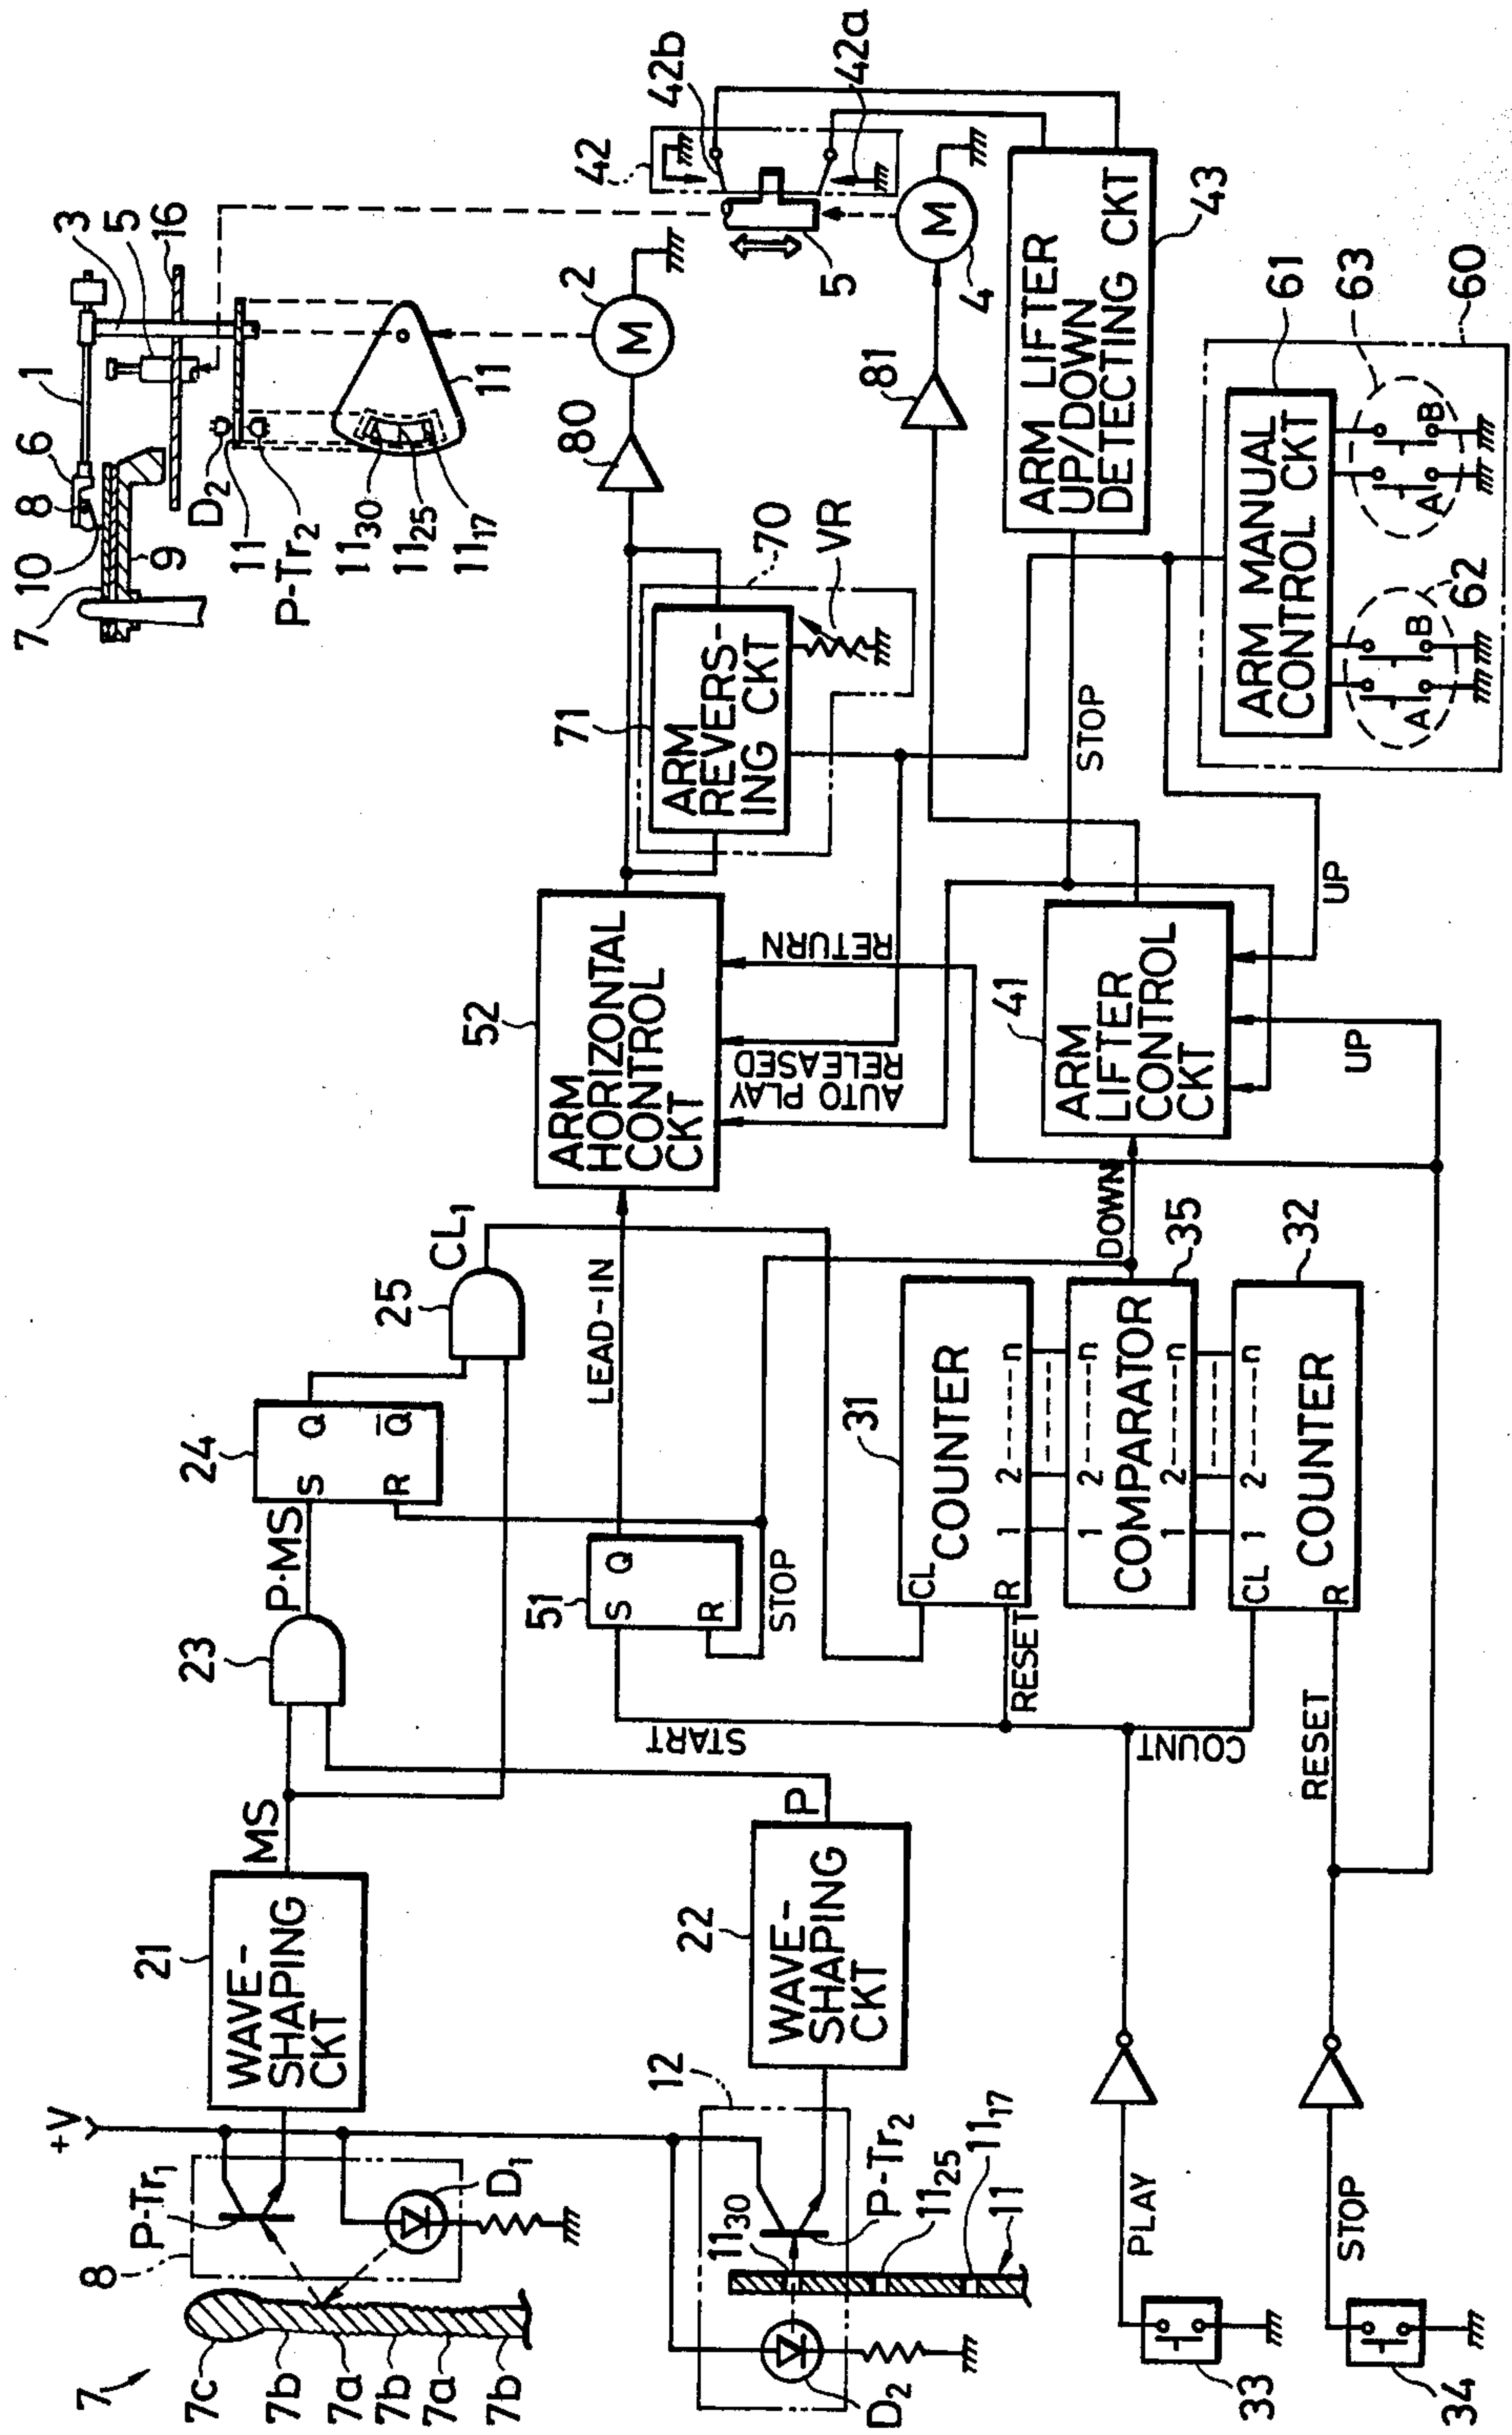 7
7c
7b
7a
7b
7a
7b
8
P-Tr1
D1
+V
21
WAVE-
SHAPING
CKT
MS
23
P·MS
24
S
Q
R
Q̅
25
CL1
12
D2
1130
P-Tr2
1125
1117
11
22
WAVE-
SHAPING
CKT
P
START
51
S
Q
R
STOP
LEAD-IN
52
ARM
HORIZONTAL
CONTROL
CKT
AUTO PLAY
RELEASED
RETURN
71
ARM
REVERS-
ING CKT
70
VR
80
M
2
7
10
8
6
1
3
5
16
9
D2
11
P-Tr2
1130
1125
1117
11
33
PLAY
34
STOP
COUNT
RESET
RESET
31
CL
COUNTER
R
1 2-----n
1 2-----n
COMPARATOR
35
1 2-----n
CL 1 2-----n
COUNTER
R
32
DOWN
41
ARM
LIFTER
CONTROL
CKT
UP
UP
STOP
81
M
4
5
42
42b
42a
ARM LIFTER
UP/DOWN
DETECTING CKT
43
61
ARM MANUAL
CONTROL CKT
A
B
62
A
B
63
60